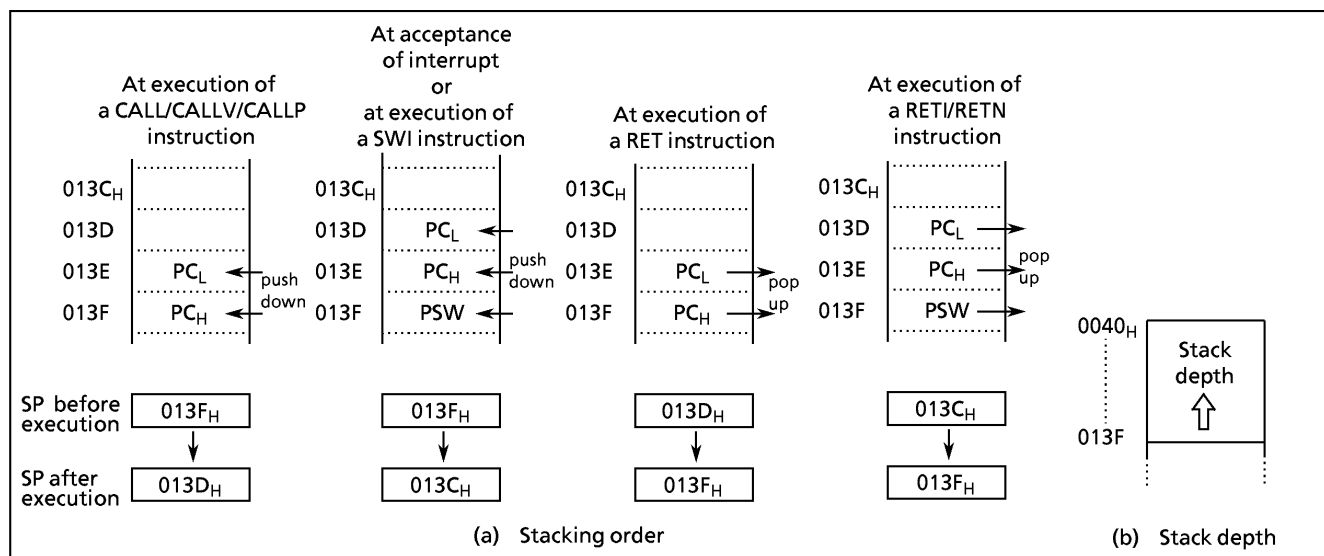 At execution of
a CALL/CALLV/CALLP
instruction
At acceptance
of interrupt
or
at execution of
a SWI instruction
At execution of
a RET instruction
At execution of
a RETI/RETN
instruction
013CH
013D
013E PCL
013F PCH
push
down
013CH
013D PCL
013E PCH
013F PSW
push
down
013CH
013D
013E PCL
013F PCH
pop
up
013CH
013D PCL
013E PCH
013F PSW
pop
up
SP before
execution
013FH
013FH
013DH
013CH
SP after
execution
013DH
013CH
013FH
013FH
(a) Stacking order
0040H
Stack
depth
013F
(b) Stack depth